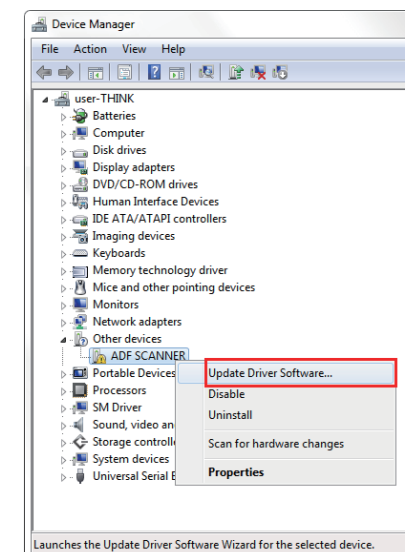 Device Manager
File Action View Help
user-THINK
Batteries
Computer
Disk drives
Display adapters
DVD/CD-ROM drives
Human Interface Devices
IDE ATA/ATAPI controllers
Imaging devices
Keyboards
Memory technology driver
Mice and other pointing devices
Monitors
Network adapters
Other devices
ADF SCANNER
Portable Devices
Update Driver Software...
Processors
Disable
SM Driver
Uninstall
Sound, video an
Storage controlle
Scan for hardware changes
System devices
Properties
Universal Serial B
Launches the Update Driver Software Wizard for the selected device.